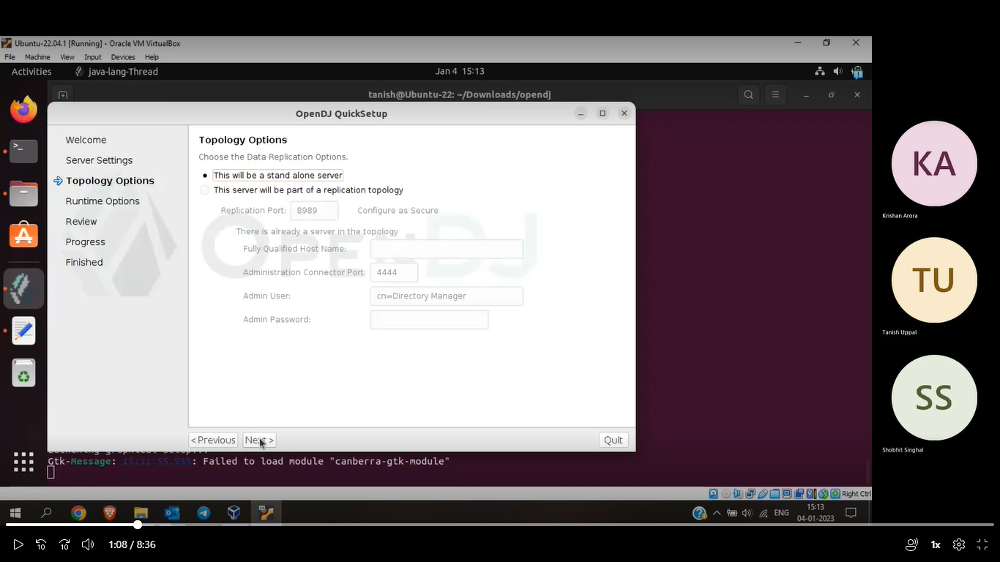 Ubuntu-22.04.1 [Running] - Oracle VM VirtualBox
File Machine View Input Devices Help
Activities java-lang-Thread Jan 4 15:13
tanish@Ubuntu-22: ~/Downloads/opendj
OpenDJ QuickSetup
Welcome
Server Settings
Topology Options
Runtime Options
Review
Progress
Finished
Topology Options
Choose the Data Replication Options.
This will be a stand alone server
This server will be part of a replication topology
Replication Port: 8989 Configure as Secure
There is already a server in the topology
Fully Qualified Host Name:
Administration Connector Port: 4444
Admin User: cn=Directory Manager
Admin Password:
OPENDJ
< Previous Next > Quit
Gtk-Message: 15:11:55.935: Failed to load module "canberra-gtk-module"
Right Ctrl
ENG 15:13
04-01-2023
KA
Krishan Arora
TU
Tanish Uppal
SS
Shobhit Singhal
10 10 1:08 / 8:36 1x